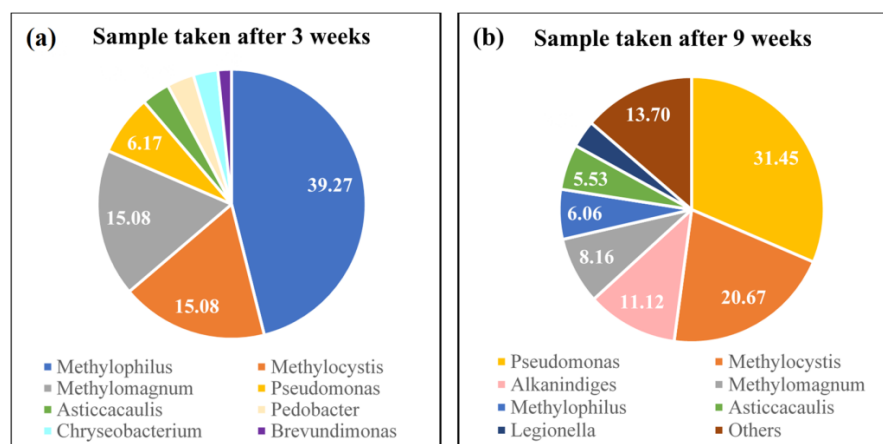 (a) Sample taken after 3 weeks
39.27
15.08
15.08
6.17
Methylophilus Methylocystis
Methylomagnum Pseudomonas
Asticcacaulis Pedobacter
Chryseobacterium Brevundimonas
(b) Sample taken after 9 weeks
31.45
20.67
11.12
8.16
6.06
5.53
13.70
Pseudomonas Methylocystis
Alkanindiges Methylomagnum
Methylophilus Asticcacaulis
Legionella Others